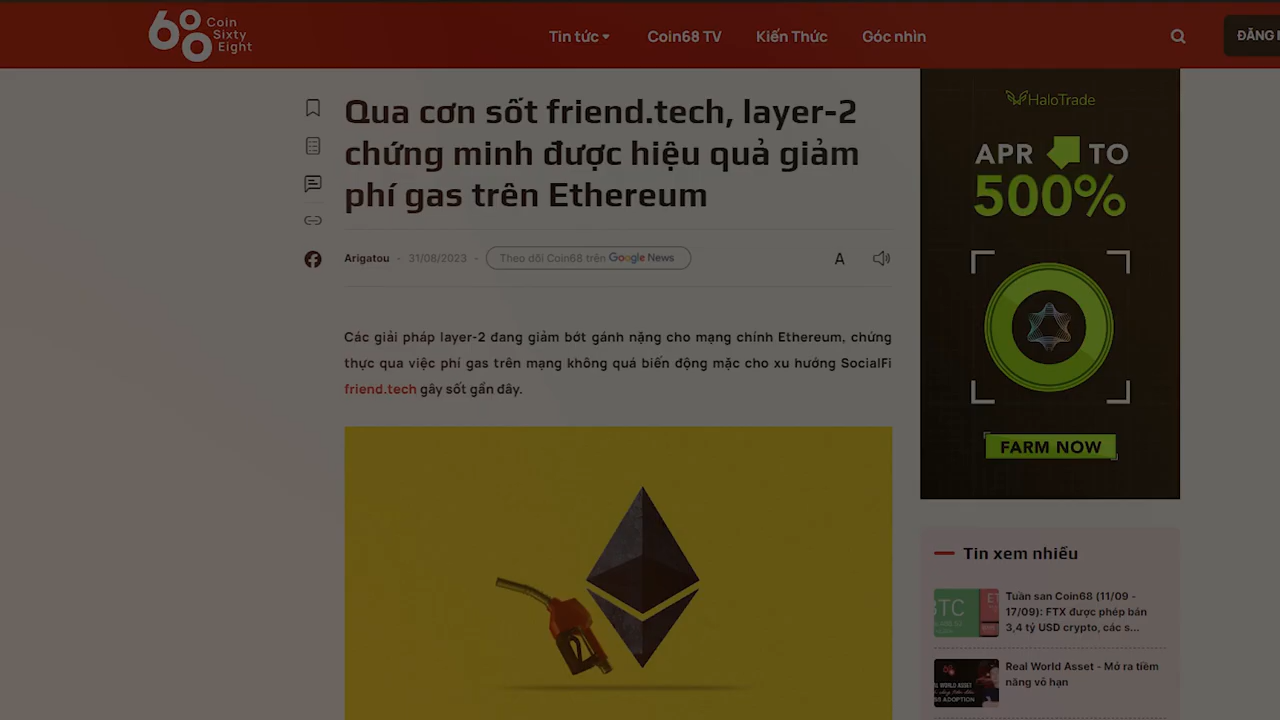 Coin
Sixty
Eight
Tin tức
Coin68 TV
Kiến Thức
Góc nhìn
Qua cơn sốt friend.tech, layer-2
chứng minh được hiệu quả giảm
phí gas trên Ethereum
Arigatou - 31/08/2023 - Theo dõi Coin68 trên Google News
A
Các giải pháp layer-2 đang giảm bớt gánh nặng cho mạng chính Ethereum, chứng
thực qua việc phí gas trên mạng không quá biến động mặc cho xu hướng SocialFi
friend.tech gây sốt gần đây.
HaloTrade
APR TO
500%
FARM NOW
Tin xem nhiều
Tuần san Coin68 (11/09 -
17/09): FTX được phép bán
3,4 tỷ USD crypto, các s...
Real World Asset - Mở ra tiềm
năng vô hạn